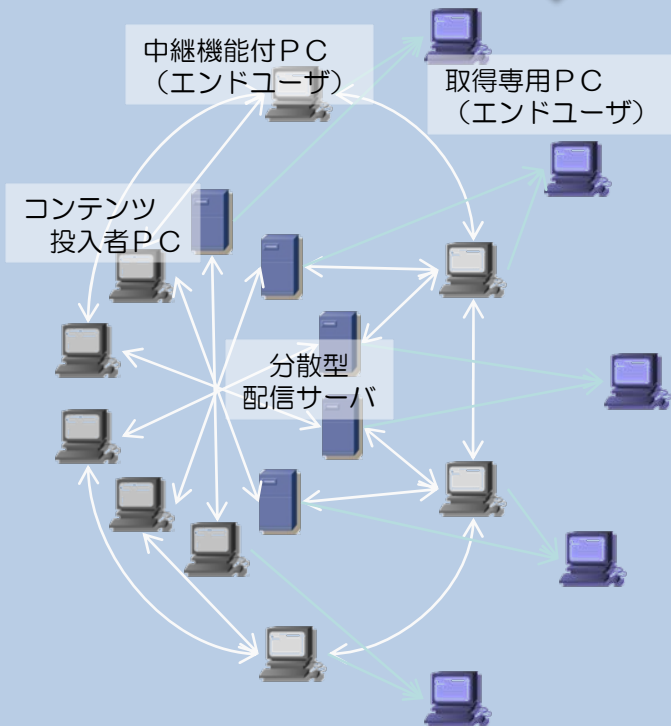 中継機能付ＰＣ
（エンドユーザ）
取得専用ＰＣ
（エンドユーザ）
コンテンツ
投入者ＰＣ
分散型
配信サーバ